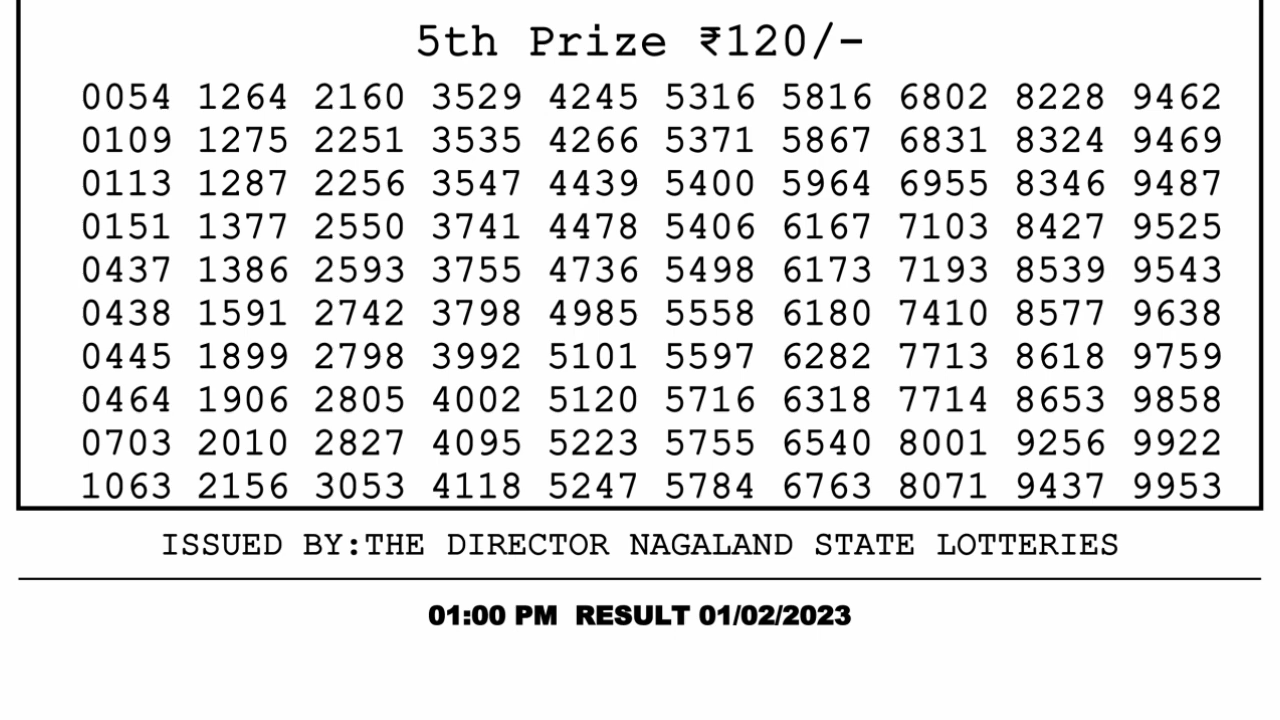 5th Prize ₹120/-
0054 1264 2160 3529 4245 5316 5816 6802 8228 9462
0109 1275 2251 3535 4266 5371 5867 6831 8324 9469
0113 1287 2256 3547 4439 5400 5964 6955 8346 9487
0151 1377 2550 3741 4478 5406 6167 7103 8427 9525
0437 1386 2593 3755 4736 5498 6173 7193 8539 9543
0438 1591 2742 3798 4985 5558 6180 7410 8577 9638
0445 1899 2798 3992 5101 5597 6282 7713 8618 9759
0464 1906 2805 4002 5120 5716 6318 7714 8653 9858
0703 2010 2827 4095 5223 5755 6540 8001 9256 9922
1063 2156 3053 4118 5247 5784 6763 8071 9437 9953
ISSUED BY:THE DIRECTOR NAGALAND STATE LOTTERIES
01:00 PM RESULT 01/02/2023